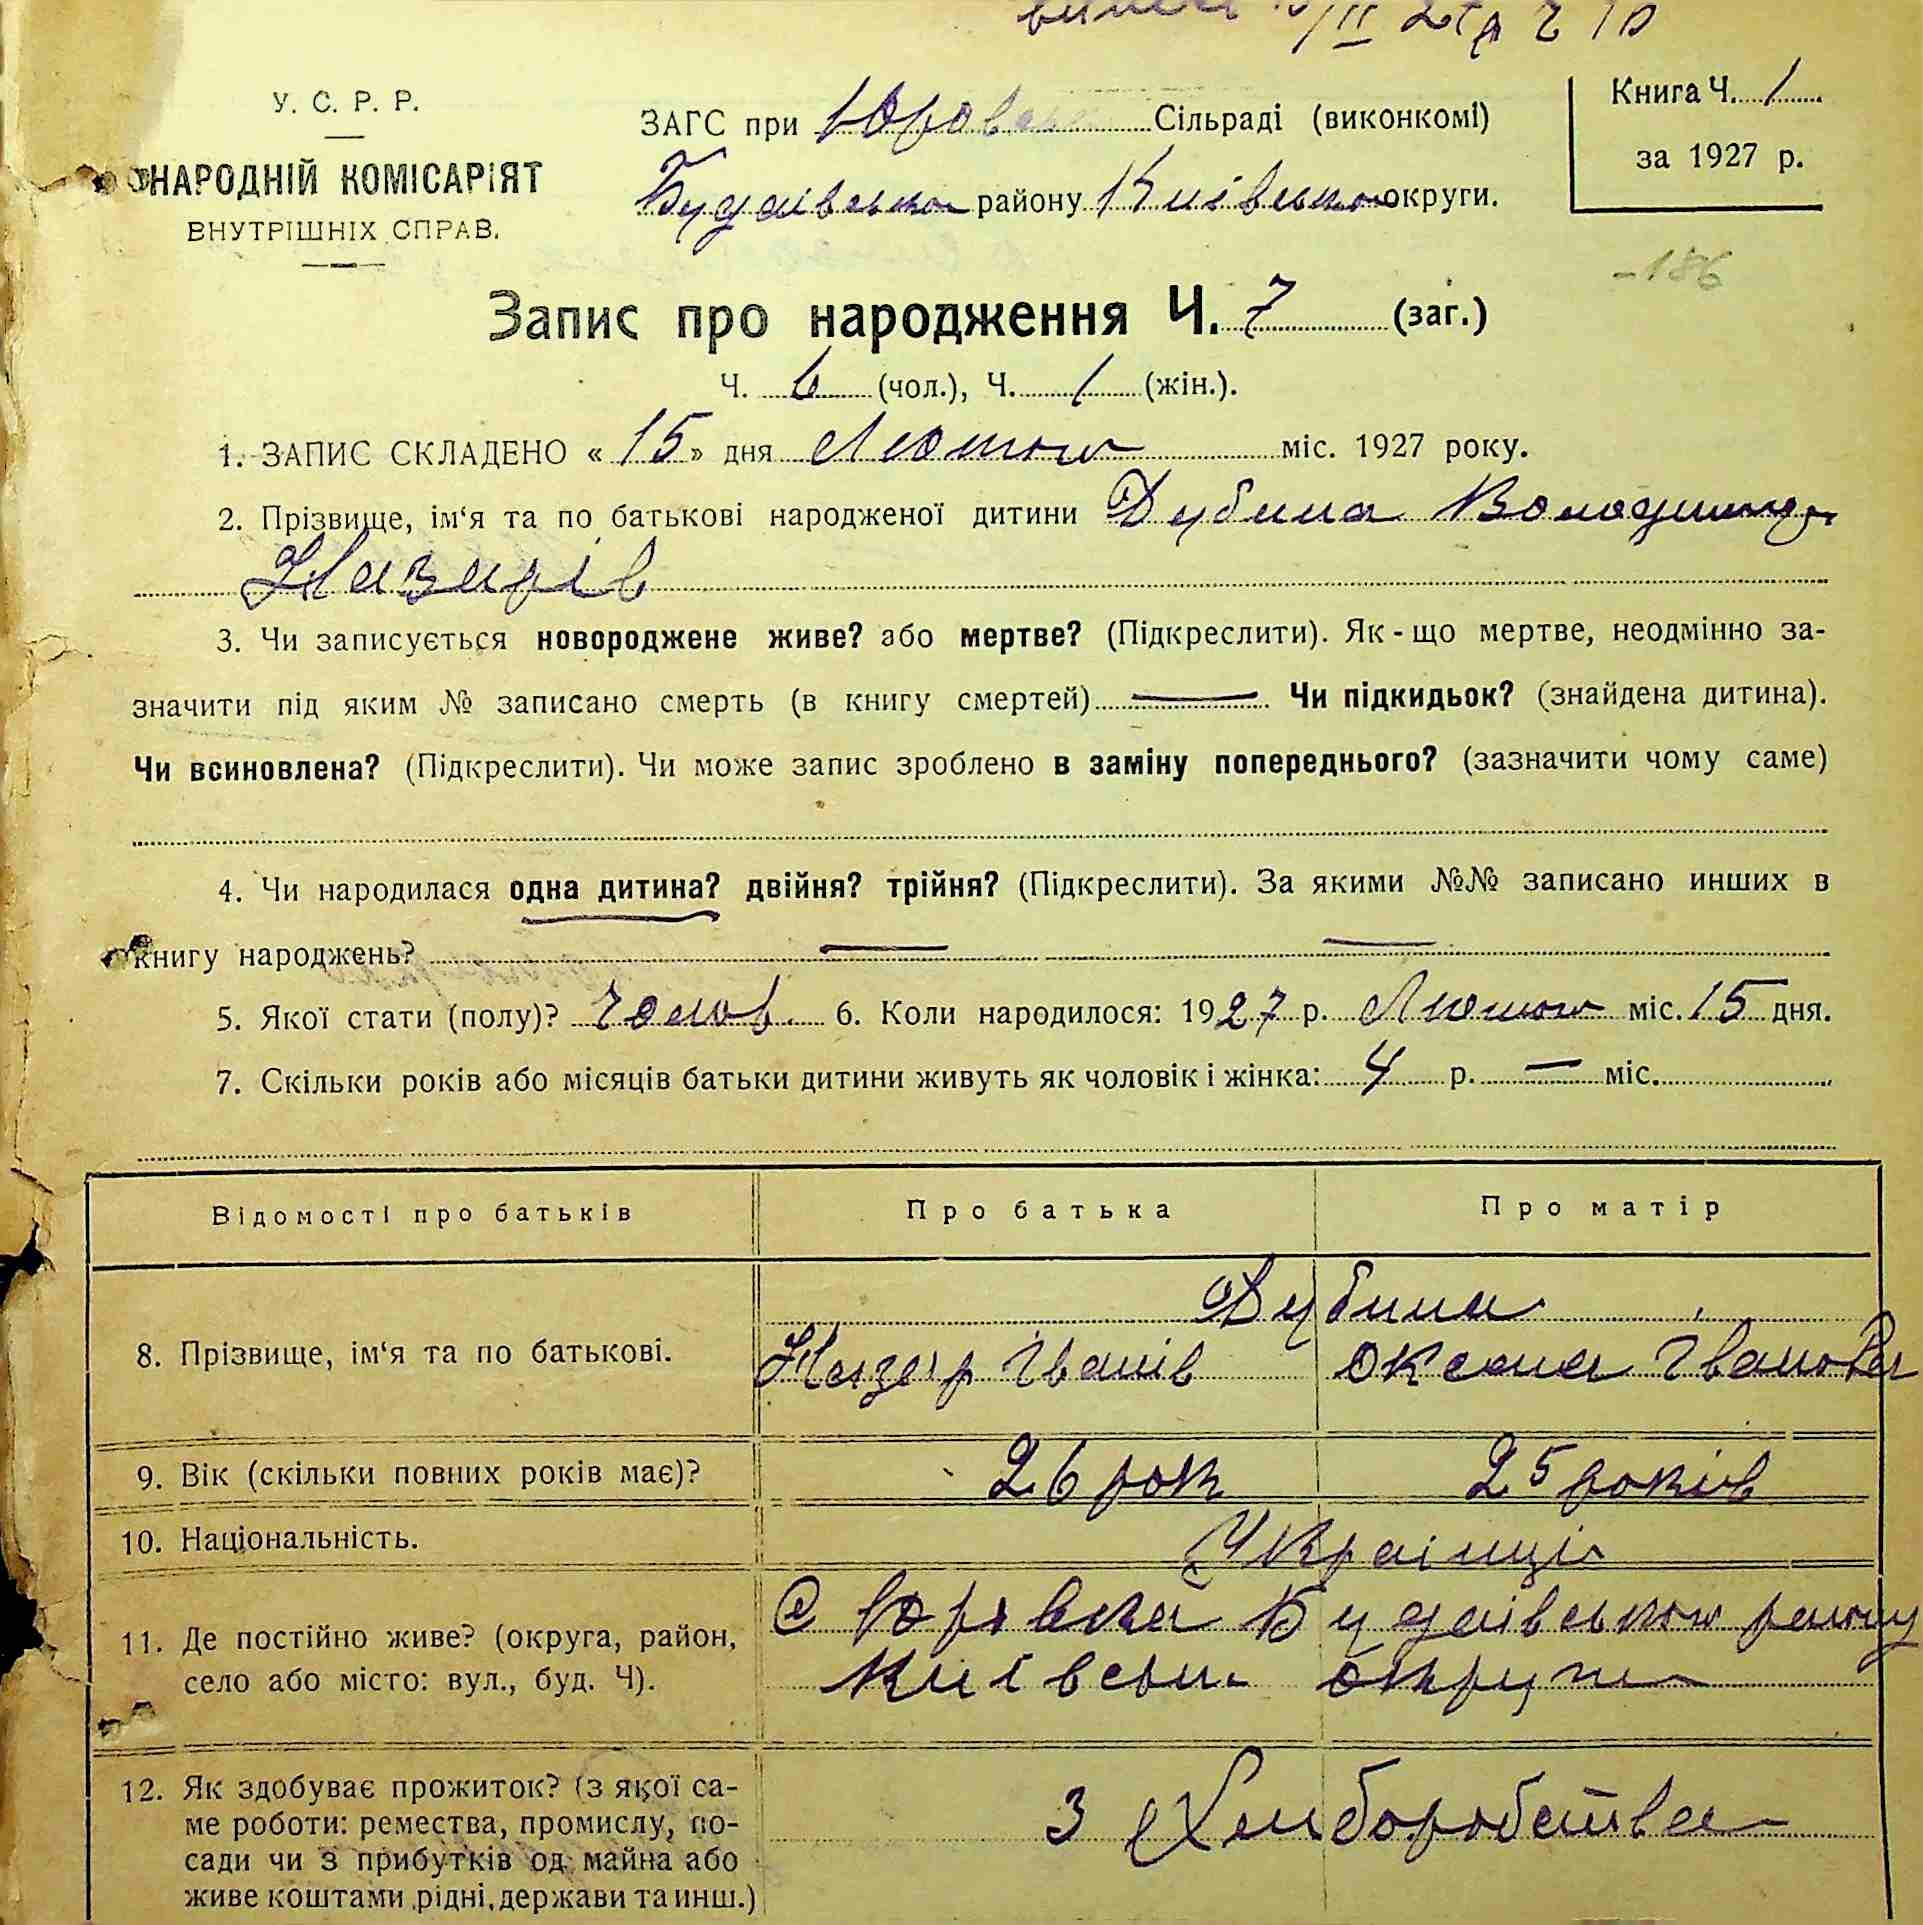 У. С. Р. Р.
НАРОДНІЙ КОМІСАРІЯТ
ВНУТРІШНІХ СПРАВ.
ЗАГС при Юров Сільраді (виконкомі)
Будаївського району Київської округи.
Книга Ч. 1
за 1927 р.
-186
Запис про народження Ч. 7 (заг.)
Ч. 6 (чол.), Ч. 1 (жін.).
1. ЗАПИС СКЛАДЕНО « 15 » дня Лютого міс. 1927 року.
2. Прізвище, ім‘я та по батькові народженої дитини Дубина Володимир
Назарів
3. Чи записується новороджене живе? або мертве? (Підкреслити). Як-що мертве, неодмінно за-
значити під яким № записано смерть (в книгу смертей) — Чи підкидьок? (знайдена дитина).
Чи всиновлена? (Підкреслити). Чи може запис зроблено в заміну попереднього? (зазначити чому саме)
4. Чи народилася одна дитина? двійня? трійня? (Підкреслити). За якими №№ записано инших в
книгу народжень? — —
5. Якої стати (полу)? Чолов. 6. Коли народилося: 1927 р. Лютого міс. 15 дня.
7. Скільки років або місяців батьки дитини живуть як чоловік і жінка: 4 р. — міс.
Відомості про батьків Про батька Про матір
Дубина
8. Прізвище, ім‘я та по батькові. Назар Іванів Оксана Іванова
9. Вік (скільки повних років має)? 26 рок 25 років
10. Національність. Українці
11. Де постійно живе? (округа, район, С Юрівка Будаївського району
село або місто: вул., буд. Ч). Київськ округи
12. Як здобуває прожиток? (з якої са-
ме роботи: ремества, промислу, по- З Хліборобства
сади чи з прибутків од майна або
живе коштами рідні, держави та инш.)